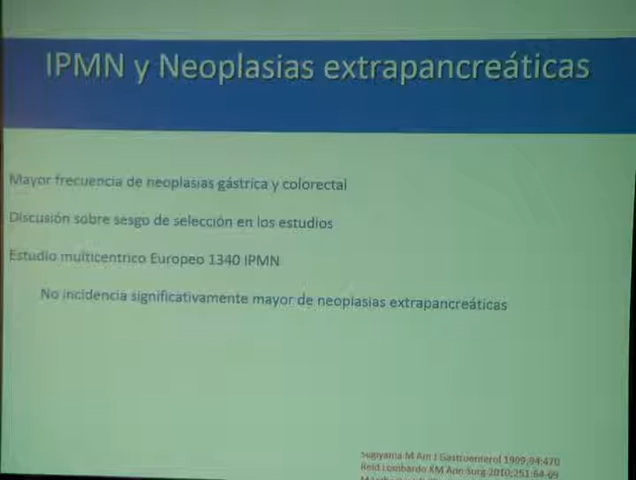 IPMN y Neoplasias extrapancreáticas
Mayor frecuencia de neoplasias gástrica y colorectal
Discusión sobre sesgo de selección en los estudios
Estudio multicentrico Europeo 1340 IPMN
No incidencia significativamente mayor de neoplasias extrapancreáticas
Sugiyama M Am J Gastroenterol 1999;94:470
Reid Lombardo KM Ann Surg 2010;251:64-69